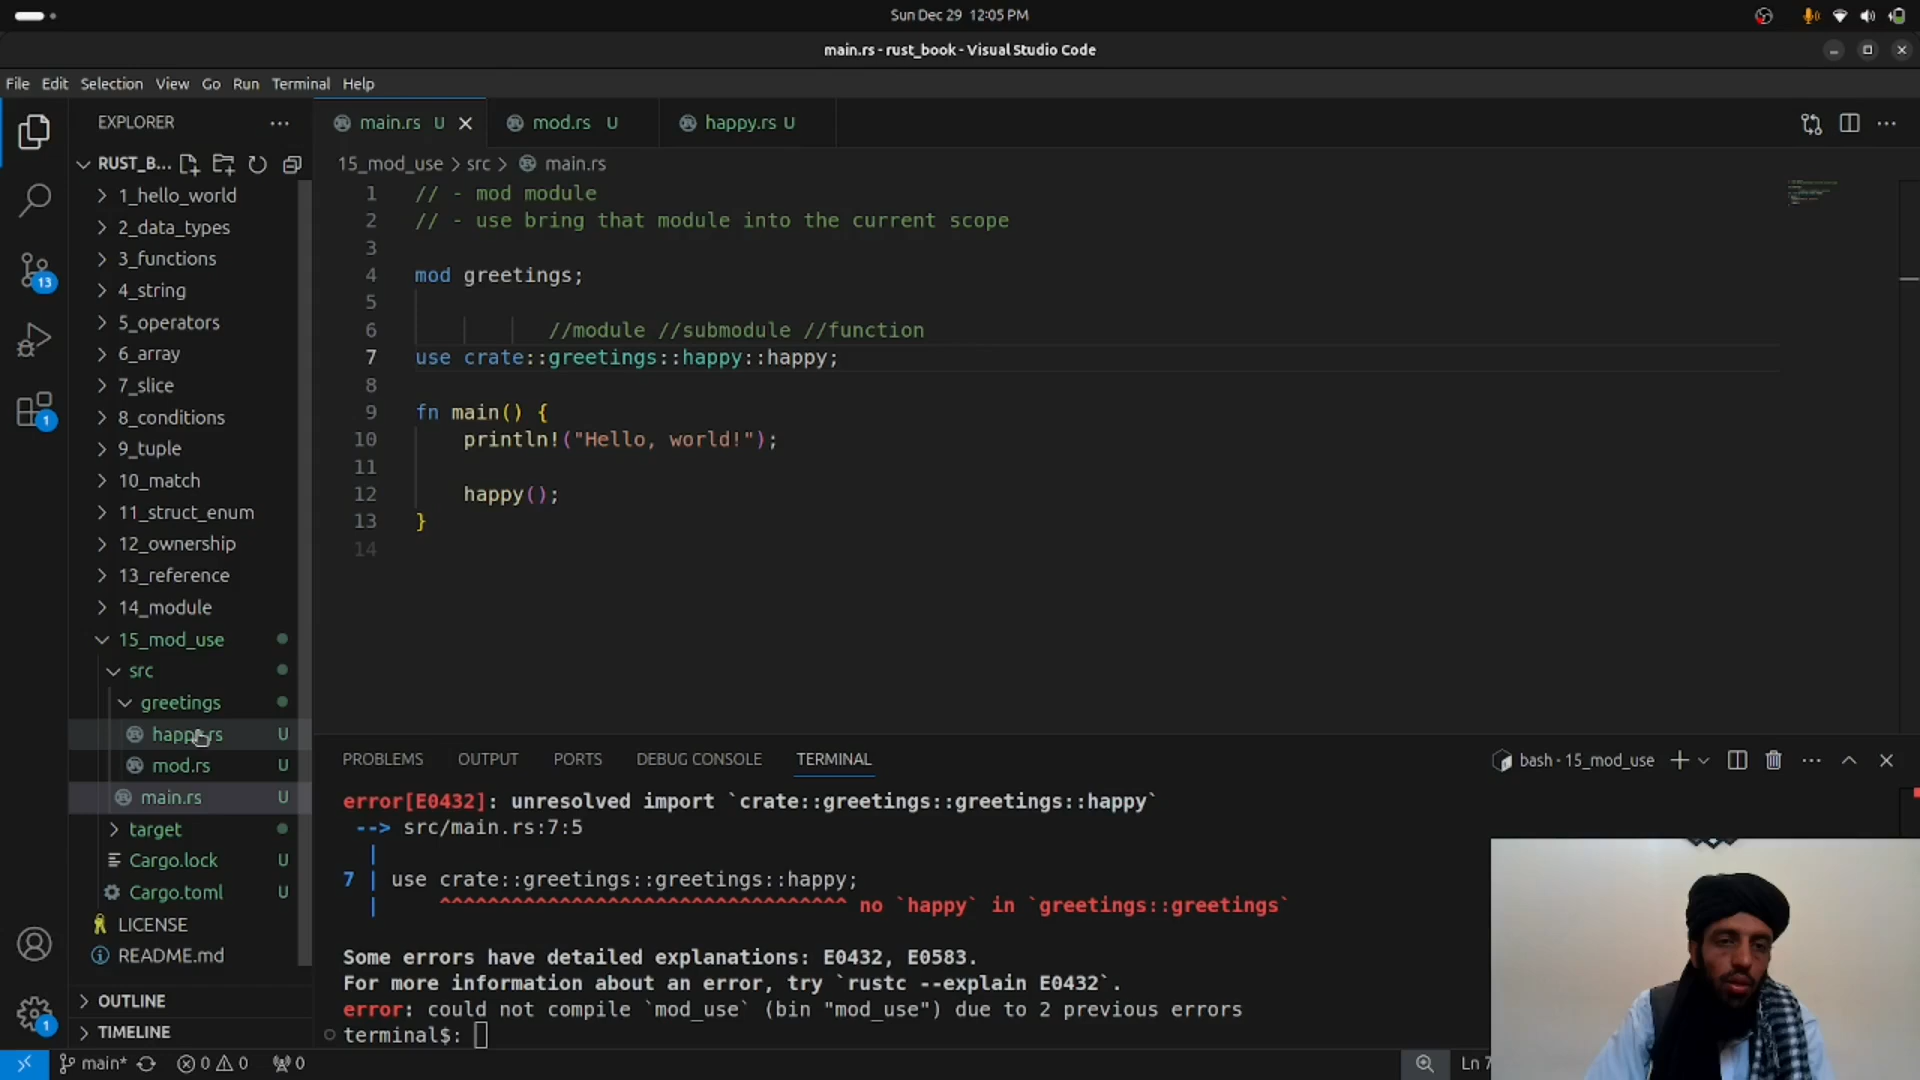 Sun Dec 29 12:05 PM
main.rs - rust_book - Visual Studio Code
File Edit Selection View Go Run Terminal Help
EXPLORER
RUST_B...
1_hello_world
2_data_types
3_functions
4_string
5_operators
6_array
7_slice
8_conditions
9_tuple
10_match
11_struct_enum
12_ownership
13_reference
14_module
15_mod_use
src
greetings
happy.rs U
mod.rs U
main.rs U
target
Cargo.lock U
Cargo.toml U
LICENSE
README.md
OUTLINE
TIMELINE
13
1
1
main.rs U mod.rs U happy.rs U
15_mod_use > src > main.rs
1 // - mod module
2 // - use bring that module into the current scope
3
4 mod greetings;
5
6 //module //submodule //function
7 use crate::greetings::happy::happy;
8
9 fn main() {
10 println!("Hello, world!");
11
12 happy();
13 }
14
PROBLEMS OUTPUT PORTS DEBUG CONSOLE TERMINAL
bash - 15_mod_use
error[E0432]: unresolved import `crate::greetings::greetings::happy`
--> src/main.rs:7:5
|
7 | use crate::greetings::greetings::happy;
| ^^^^^^^^^^^^^^^^^^^^^^^^^^^^^^^^^^ no `happy` in `greetings::greetings`
Some errors have detailed explanations: E0432, E0583.
For more information about an error, try `rustc --explain E0432`.
error: could not compile `mod_use` (bin "mod_use") due to 2 previous errors
terminal$:
main* 0 0 0
Ln 7